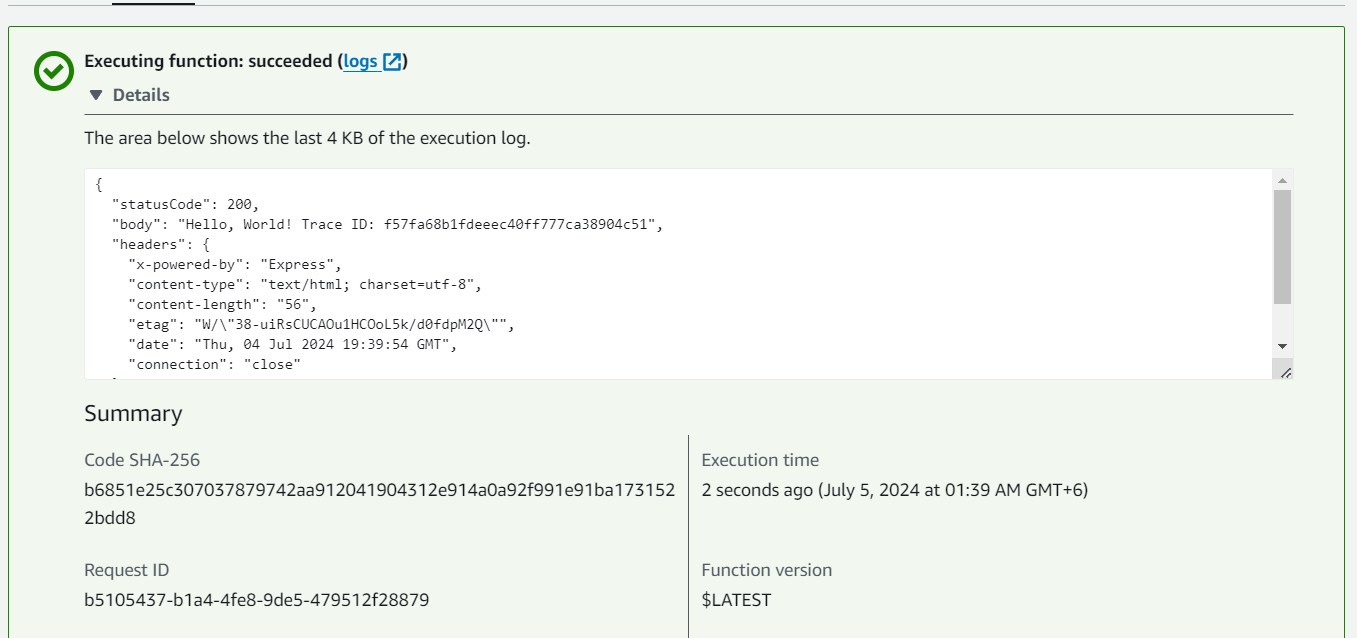 Executing function: succeeded (logs)
Details
The area below shows the last 4 KB of the execution log.
{
  "statusCode": 200,
  "body": "Hello, World! Trace ID: f57fa68b1fdeeec40ff777ca38904c51",
  "headers": {
    "x-powered-by": "Express",
    "content-type": "text/html; charset=utf-8",
    "content-length": "56",
    "etag": "W/\"38-uiRsCUCAOu1HCOoL5k/d0fdpM2Q\"",
    "date": "Thu, 04 Jul 2024 19:39:54 GMT",
    "connection": "close"
Summary
Code SHA-256
b6851e25c307037879742aa912041904312e914a0a92f991e91ba173152
2bdd8
Execution time
2 seconds ago (July 5, 2024 at 01:39 AM GMT+6)
Request ID
b5105437-b1a4-4fe8-9de5-479512f28879
Function version
$LATEST